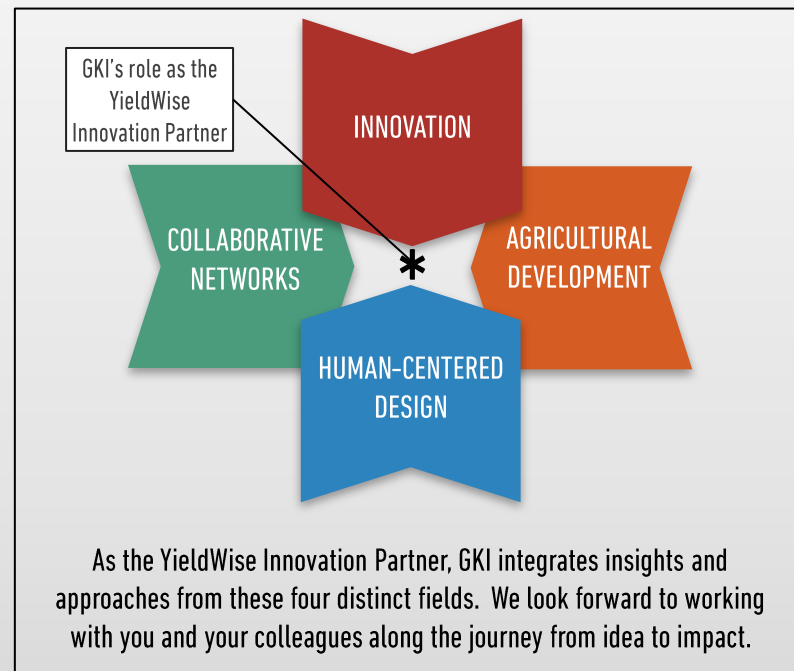 GKI's role as the
YieldWise
Innovation Partner
INNOVATION
COLLABORATIVE
NETWORKS
AGRICULTURAL
DEVELOPMENT
*
HUMAN-CENTERED
DESIGN
As the YieldWise Innovation Partner, GKI integrates insights and
approaches from these four distinct fields.  We look forward to working
with you and your colleagues along the journey from idea to impact.